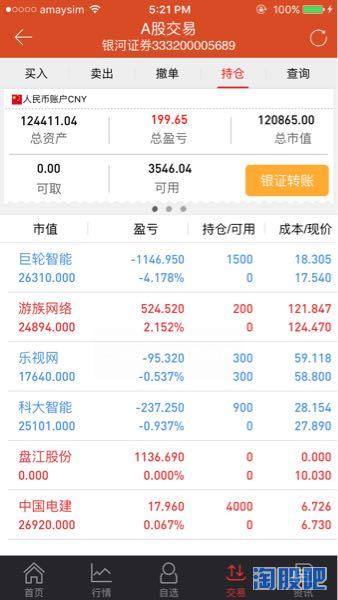 amaysim 5:21 PM 100%
A股交易
银河证券333200005689
买入 卖出 撤单 持仓 查询
人民币账户CNY
124411.04 199.65 120865.00
总资产 总盈亏 总市值
0.00 3546.04 银证转账
可取 可用
市值 盈亏 持仓/可用 成本/现价
巨轮智能 -1146.950 1500 18.305
26310.000 -4.178% 0 17.540
游族网络 524.520 200 121.847
24894.000 2.152% 0 124.470
乐视网 -95.320 300 59.118
17640.000 -0.537% 300 58.800
科大智能 -237.250 900 28.154
25101.000 -0.937% 0 27.890
盘江股份 1136.690 0 0.000
0.000 0.000% 0 10.030
中国电建 17.960 4000 6.726
26920.000 0.067% 0 6.730
首页 行情 自选 交易 资讯
淘股吧